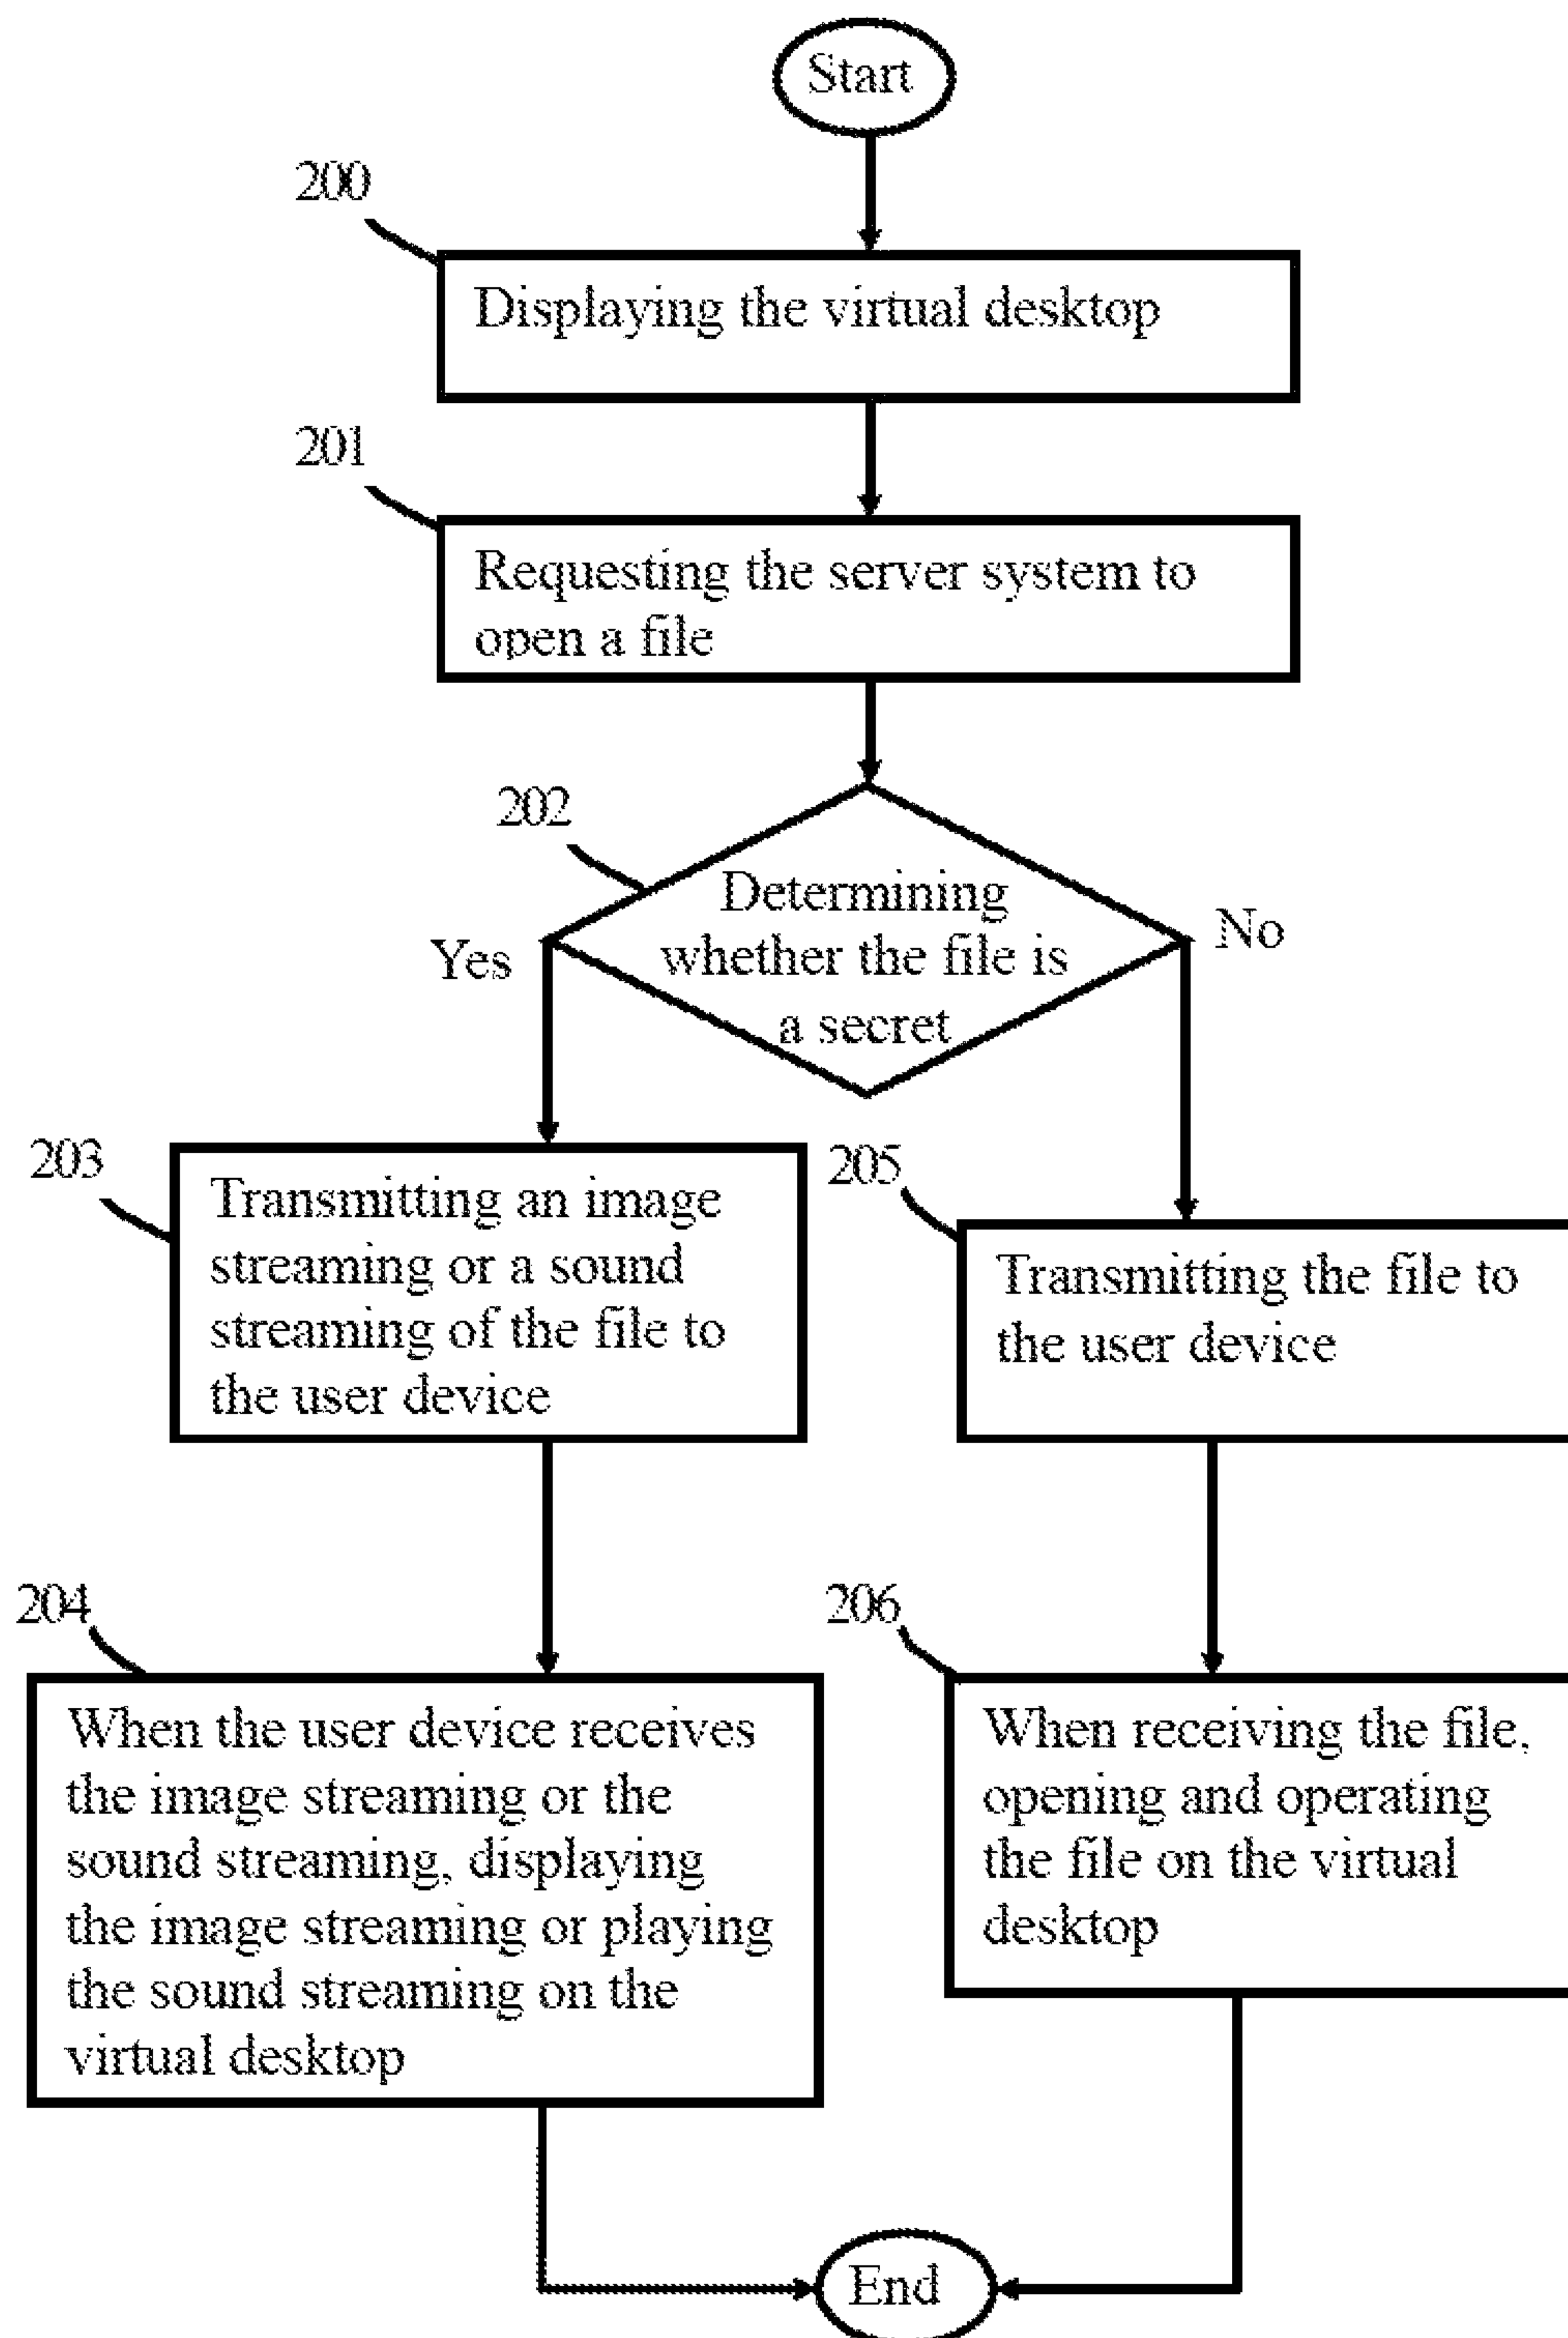 Start
200
Displaying the virtual desktop
201
Requesting the server system to
open a file
202
Determining
whether the file is
a secret
Yes
No
203
Transmitting an image
streaming or a sound
streaming of the file to
the user device
205
Transmitting the file to
the user device
204
When the user device receives
the image streaming or the
sound streaming, displaying
the image streaming or playing
the sound streaming on the
virtual desktop
206
When receiving the file,
opening and operating
the file on the virtual
desktop
End